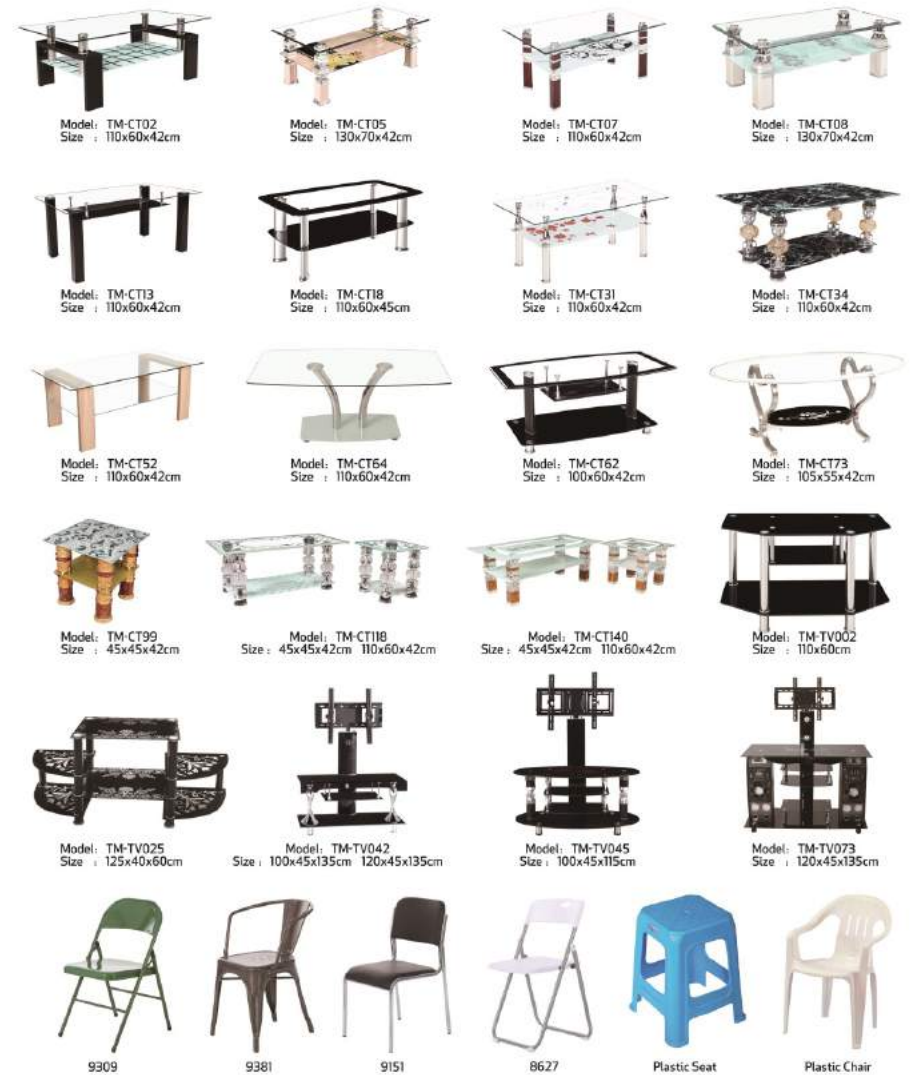 Model: TM-CT02
Size : 110x60x42cm
Model: TM-CT05
Size : 130x70x42cm
Model: TM-CT07
Size : 110x60x42cm
Model: TM-CT08
Size : 130x70x42cm
Model: TM-CT13
Size : 110x60x42cm
Model: TM-CT18
Size : 110x60x45cm
Model: TM-CT31
Size : 110x60x42cm
Model: TM-CT34
Size : 110x60x42cm
Model: TM-CT52
Size : 110x60x42cm
Model: TM-CT64
Size : 110x60x42cm
Model: TM-CT62
Size : 100x60x42cm
Model: TM-CT73
Size : 105x55x42cm
Model: TM-CT99
Size : 45x45x42cm
Model: TM-CT118
Size : 45x45x42cm 110x60x42cm
Model: TM-CT140
Size : 45x45x42cm 110x60x42cm
Model: TM-TV002
Size : 110x60cm
Model: TM-TV025
Size : 125x40x60cm
Model: TM-TV042
Size : 100x45x135cm 120x45x135cm
Model: TM-TV045
Size : 100x45x115cm
Model: TM-TV073
Size : 120x45x135cm
9309
9381
9151
8627
Plastic Seat
Plastic Chair